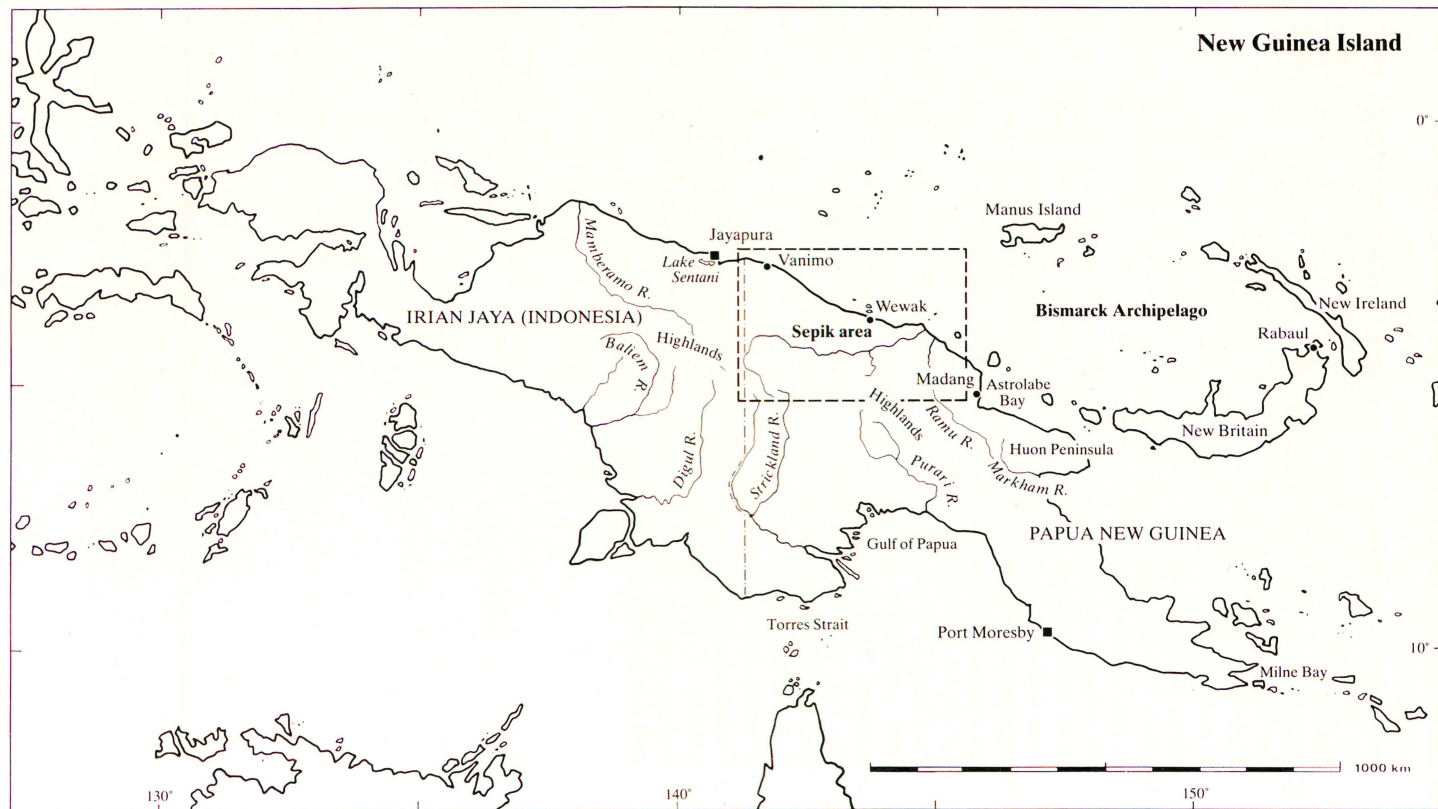 New Guinea Island
0°
Manus Island
Jayapura
Lake
Sentani
Vanimo
Mamberamo R.
New Ireland
Bismarck Archipelago
Wewak
IRIAN JAYA (INDONESIA)
Sepik area
Rabaul
Highlands
Baliem R.
Madang
Astrolabe
Bay
Highlands
Ramu R.
New Britain
Huon Peninsula
Digul R.
Strickland R.
Purari R.
Markham R.
PAPUA NEW GUINEA
Gulf of Papua
Torres Strait
Port Moresby
10°
Milne Bay
1000 km
130°
140°
150°